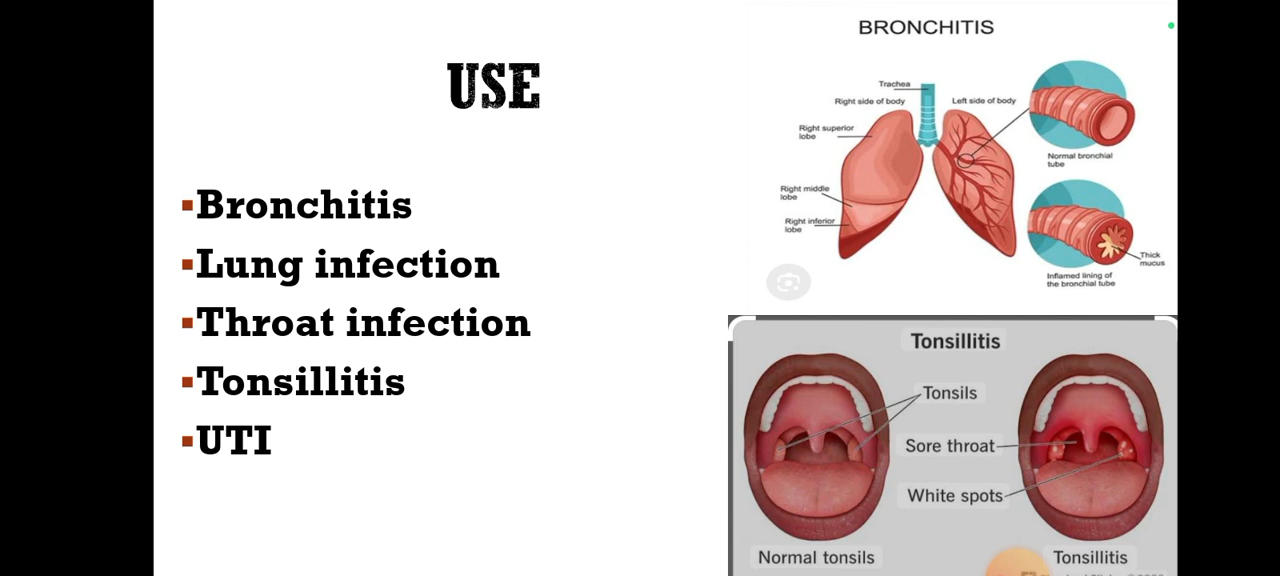 USE
▪Bronchitis
▪Lung infection
▪Throat infection
▪Tonsillitis
▪UTI
BRONCHITIS
Trachea
Right side of body
Left side of body
Right superior
lobe
Normal bronchial
tube
Right middle
lobe
Right inferior
lobe
Thick
mucus
Inflamed lining of
the bronchial tube
Tonsillitis
Tonsils
Sore throat
White spots
Normal tonsils
Tonsillitis